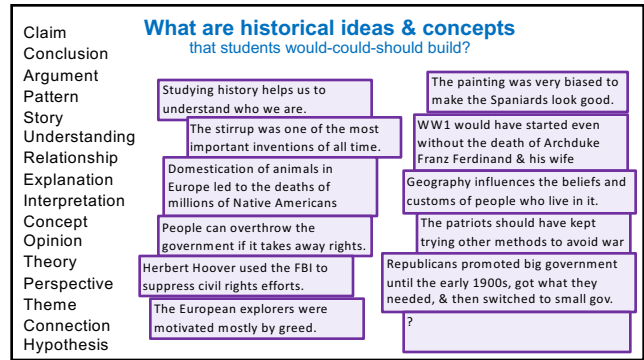 What are historical ideas & concepts
that students would-could-should build?
Claim
Conclusion
Argument
Pattern
Story
Understanding
Relationship
Explanation
Interpretation
Concept
Opinion
Theory
Perspective
Theme
Connection
Hypothesis
Studying history helps us to
understand who we are.
The stirrup was one of the most
important inventions of all time.
Domestication of animals in
Europe led to the deaths of
millions of Native Americans
People can overthrow the
government if it takes away rights.
Herbert Hoover used the FBI to
suppress civil rights efforts.
The European explorers were
motivated mostly by greed.
The painting was very biased to
make the Spaniards look good.
WW1 would have started even
without the death of Archduke
Franz Ferdinand & his wife
Geography influences the beliefs and
customs of people who live in it.
The patriots should have kept
trying other methods to avoid war
Republicans promoted big government
until the early 1900s, got what they
needed, & then switched to small gov.
?